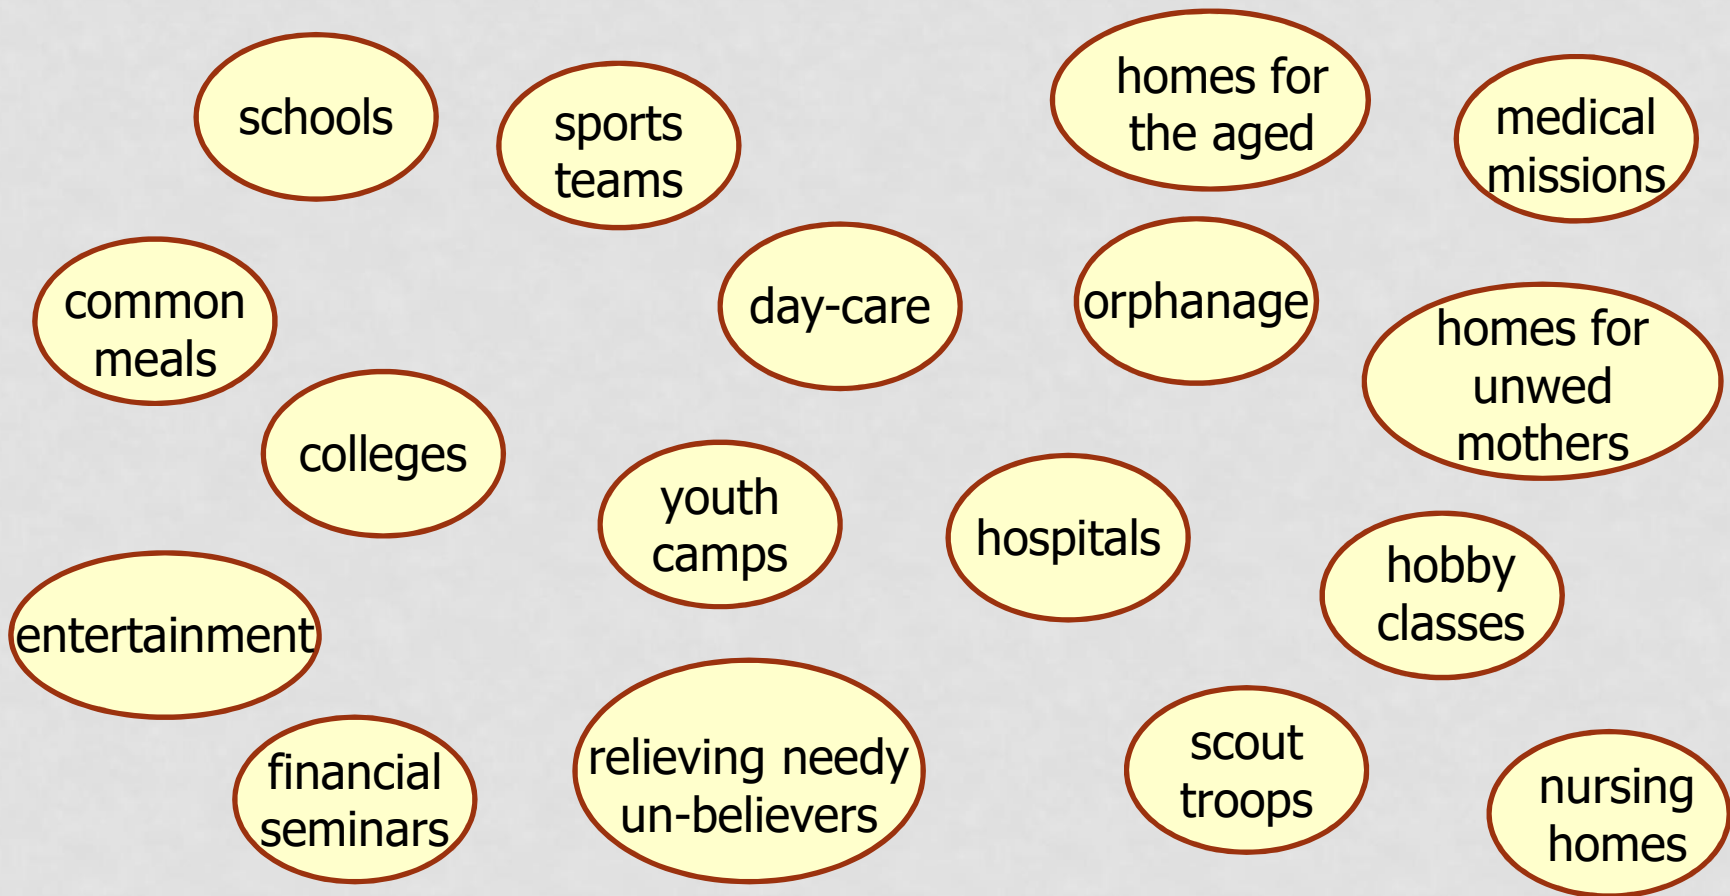 schools
sports
teams
homes for
the aged
medical
missions
common
meals
day-care
orphanage
homes for
unwed
mothers
colleges
youth
camps
hospitals
hobby
classes
entertainment
financial
seminars
relieving needy
un-believers
scout
troops
nursing
homes